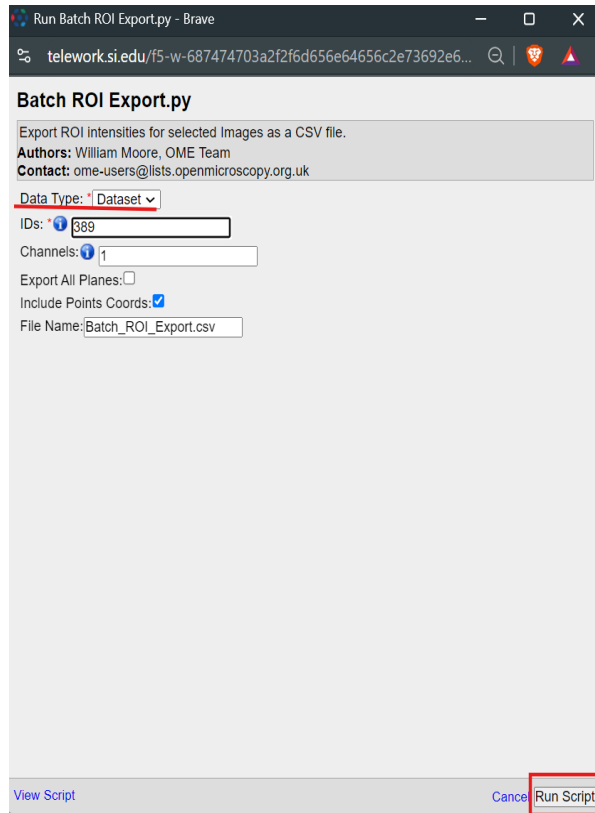 Run Batch ROI Export.py - Brave
telework.si.edu/f5-w-687474703a2f2f6d656e64656c2e73692e6...
Batch ROI Export.py
Export ROI intensities for selected Images as a CSV file.
Authors: William Moore, OME Team
Contact: ome-users@lists.openmicroscopy.org.uk
Data Type: * Dataset
IDs: * 389
Channels: 1
Export All Planes:
Include Points Coords:
File Name: Batch_ROI_Export.csv
View Script Cancel Run Script